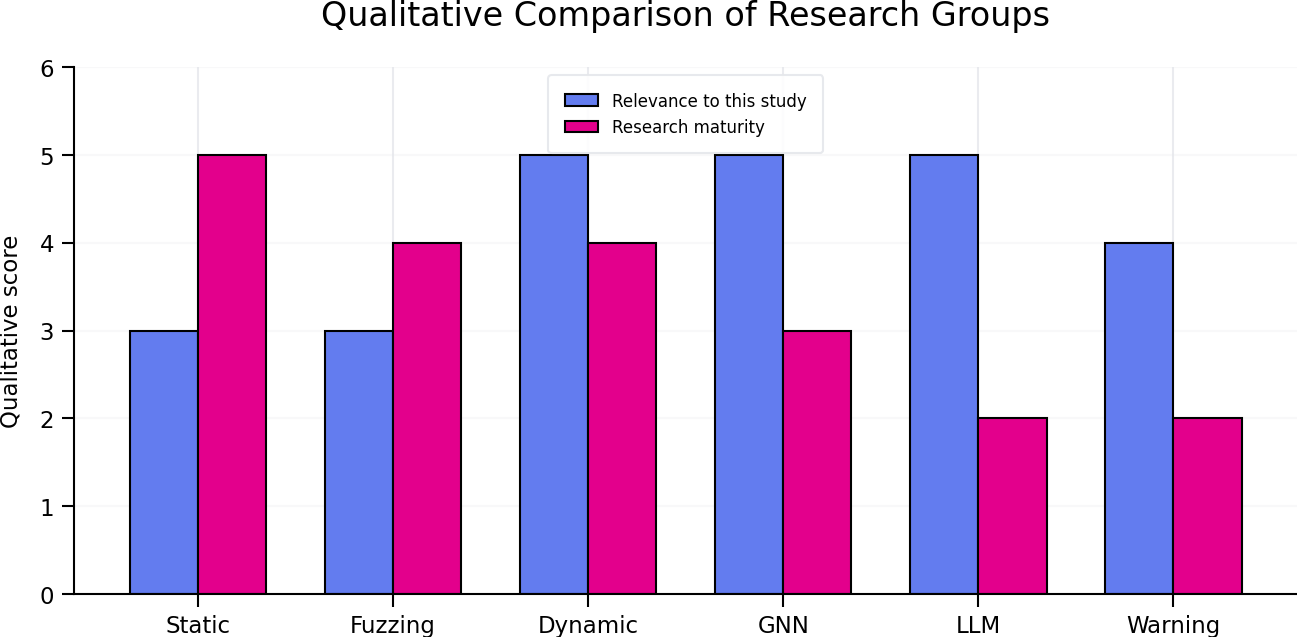 Qualitative Comparison of Research Groups
Relevance to this study
Research maturity
Qualitative score
6
5
4
3
2
1
0
Static
Fuzzing
Dynamic
GNN
LLM
Warning